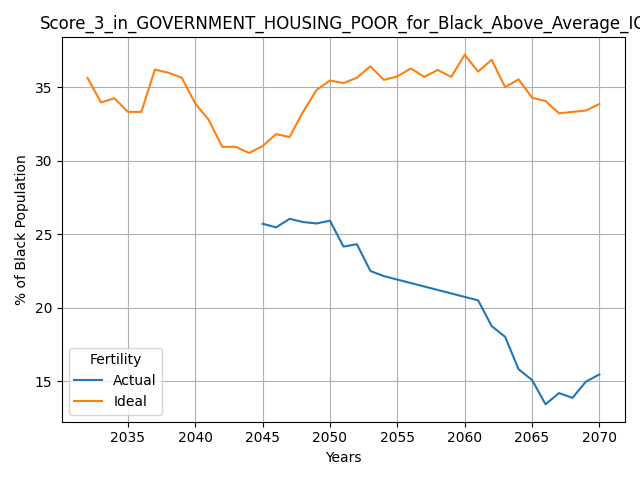 Score_3_in_GOVERNMENT_HOUSING_POOR_for_Black_Above_Average_IQ
% of Black Population
35
30
25
20
15
Fertility
Actual
Ideal
2035 2040 2045 2050 2055 2060 2065 2070
Years